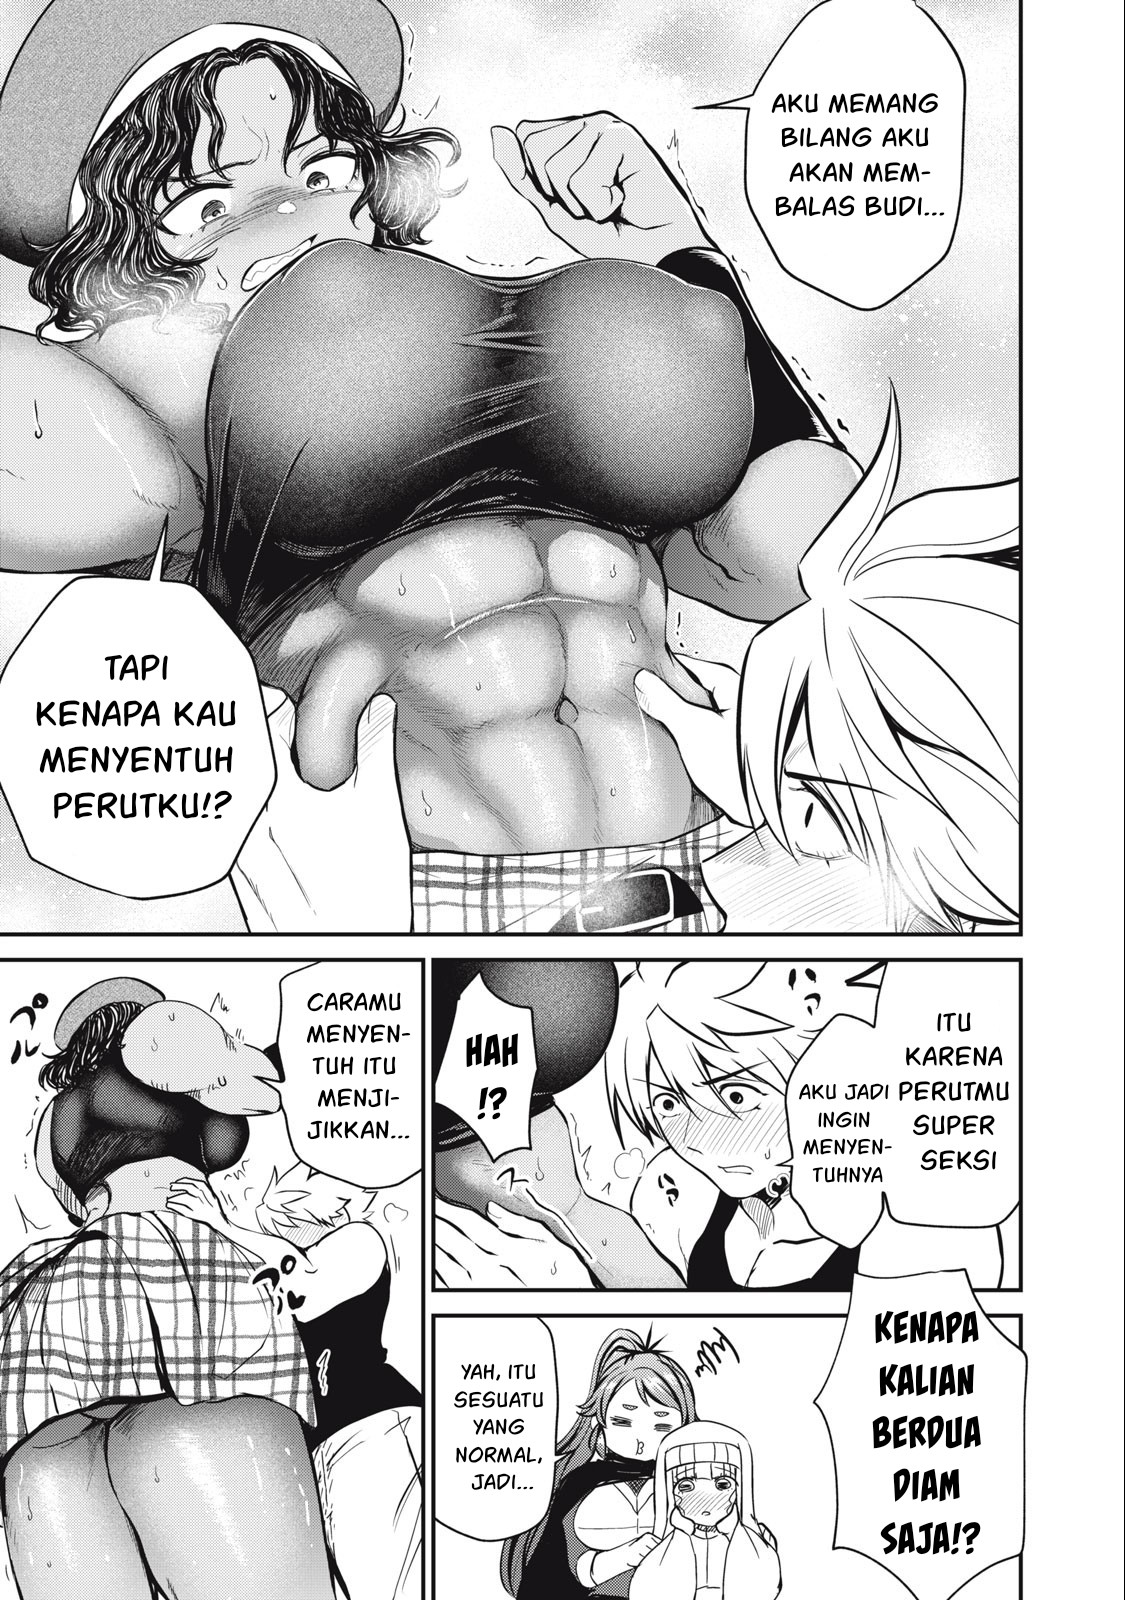 AKU MEMANG
BILANG AKU
AKAN MEM-
BALAS BUDI...
TAPI
KENAPA KAU
MENYENTUH
PERUTKU!?
ITU
KARENA
PERUTMU
SUPER
SEKSI
AKU JADI
INGIN
MENYEN-
TUHNYA
HAH
!?
CARAMU
MENYEN-
TUH ITU
MENJI-
JIKKAN...
KENAPA
KALIAN
BERDUA
DIAM
SAJA!?
YAH, ITU
SESUATU
YANG
NORMAL,
JADI...